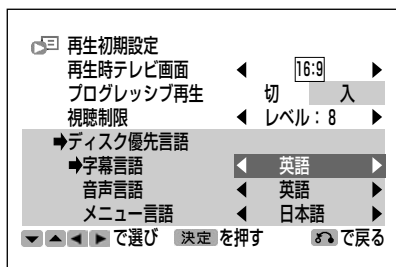 再生初期設定
再生時テレビ画面 ◀ 16:9 ▶
プログレッシブ再生 切 入
視聴制限 ◀ レベル：8 ▶
➡ディスク優先言語
➡字幕言語 ◀ 英語 ▶
音声言語 ◀ 英語 ▶
メニュー言語 ◀ 日本語 ▶
▼▲◀▶で選び 決定を押す で戻る